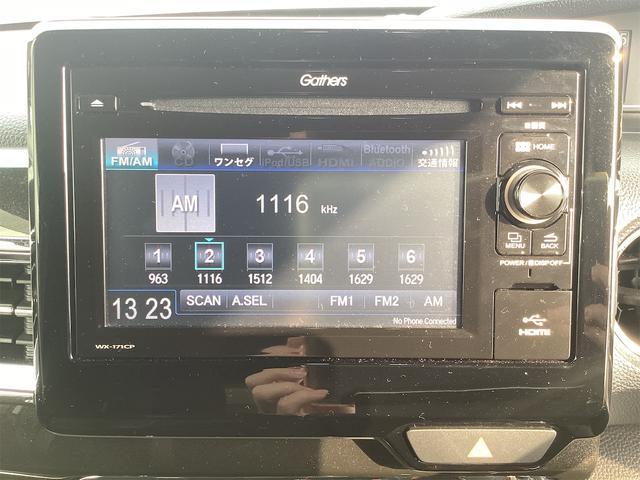 Gathers
HOME
FM/AM CD ワンセグ iPod/USB HDMI Bluetooth AUDIO 交通情報
AM 1116 kHz
1 2 3 4 5 6
963 1116 1512 1404 1629 1629
MENU BACK
13 23 SCAN A.SEL FM1 FM2 AM
No Phone Connected
WX-171CP
HDMI